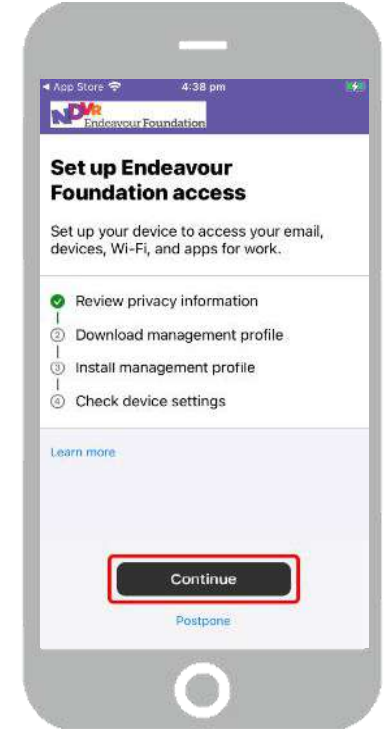 App Store 4:38 pm
NDVR
Endeavour Foundation
Set up Endeavour
Foundation access
Set up your device to access your email,
devices, Wi-Fi, and apps for work.
Review privacy information
2 Download management profile
3 Install management profile
4 Check device settings
Learn more
Continue
Postpone